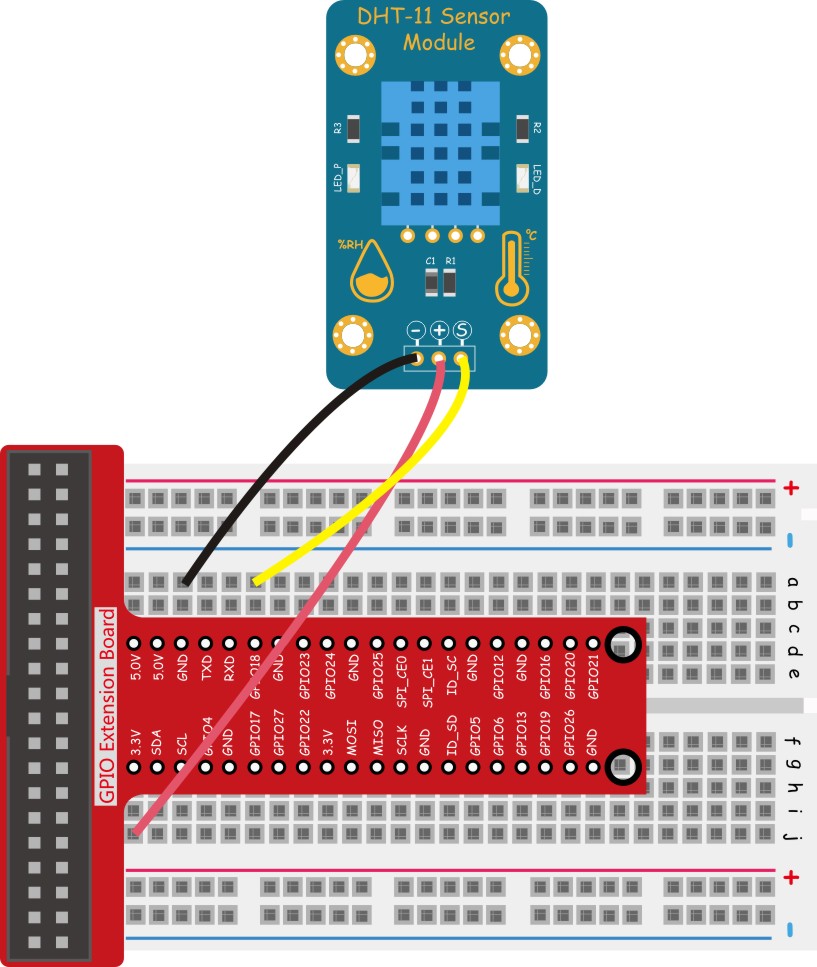 DHT-11 Sensor
Module
R3
R2
LED_P
LED_D
%RH
°C
C1 R1
- + S
+
-
a
b
c
d
e
GPIO Extension Board
5.0V 5.0V GND TXD RXD GPIO18 GND GPIO23 GPIO24 GND GPIO25 SPI_CE0 SPI_CE1 ID_SC GND GPIO12 GND GPIO16 GPIO20 GPIO21
3.3V SDA SCL GPIO4 GND GPIO17 GPIO27 GPIO22 3.3V MOSI MISO SCLK GND ID_SD GPIO5 GPIO6 GPIO13 GPIO19 GPIO26 GND
f
g
h
i
j
+
-